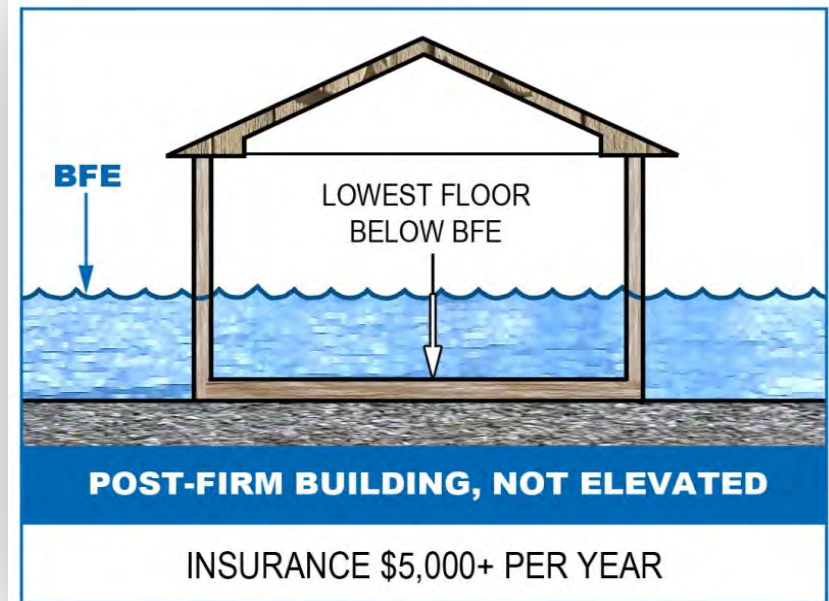 BFE
LOWEST FLOOR
BELOW BFE
POST-FIRM BUILDING, NOT ELEVATED
INSURANCE $5,000+ PER YEAR